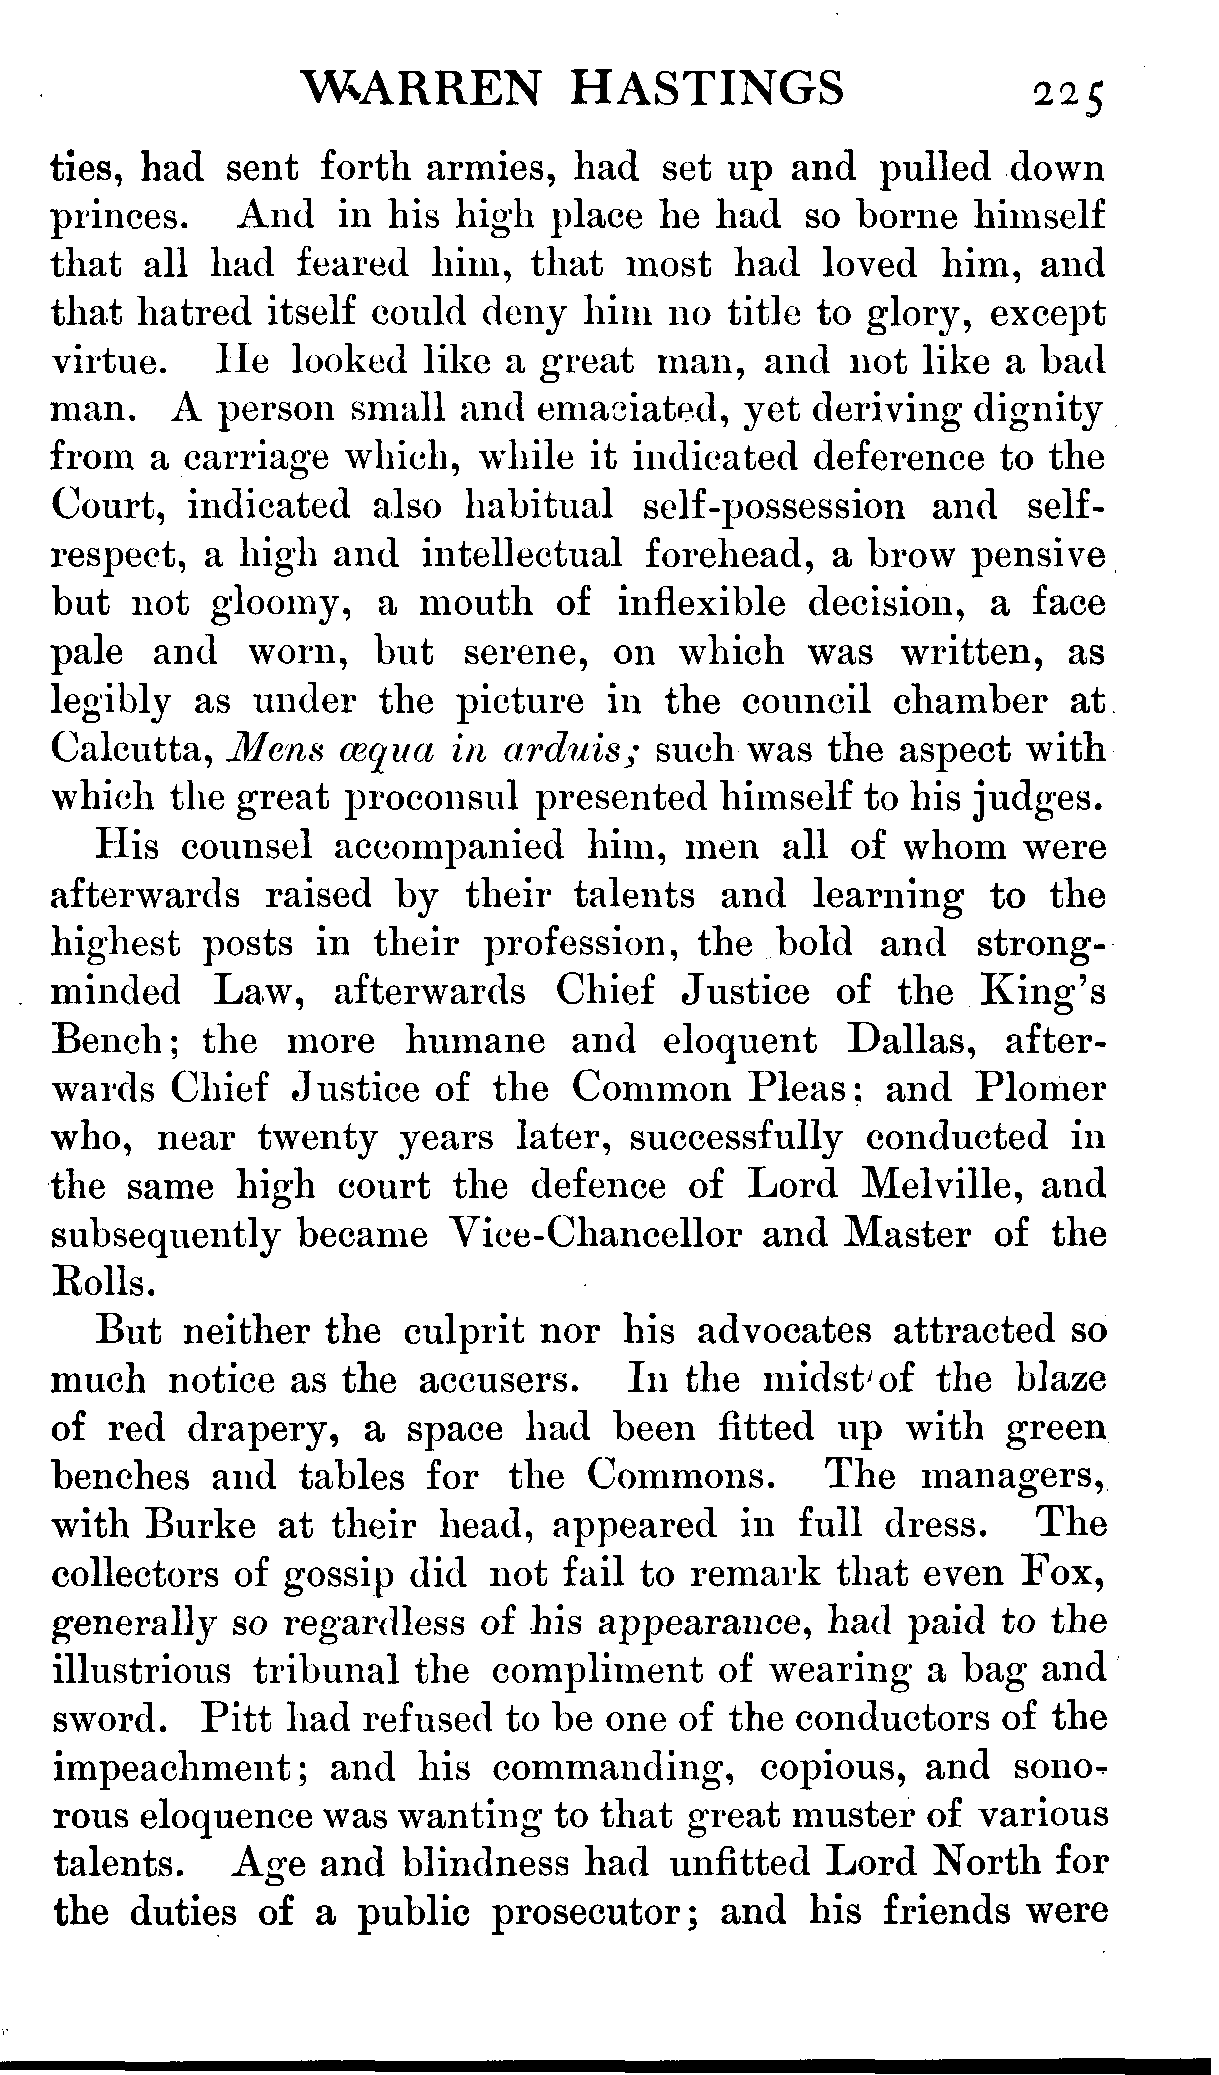 WARREN HASTINGS 225
ties, had sent forth armies, had set up and pulled down
princes. And in his high place he had so borne himself
that all had feared him, that most had loved him, and
that hatred itself could deny him no title to glory, except
virtue. He looked like a great man, and not like a bad
man. A person small and emaciated, yet deriving dignity
from a carriage which, while it indicated deference to the
Court, indicated also habitual self-possession and self-
respect, a high and intellectual forehead, a brow pensive
but not gloomy, a mouth of inflexible decision, a face
pale and worn, but serene, on which was written, as
legibly as under the picture in the council chamber at
Calcutta, Mens æqua in arduis; such was the aspect with
which the great proconsul presented himself to his judges.
His counsel accompanied him, men all of whom were
afterwards raised by their talents and learning to the
highest posts in their profession, the bold and strong-
minded Law, afterwards Chief Justice of the King's
Bench; the more humane and eloquent Dallas, after-
wards Chief Justice of the Common Pleas; and Plomer
who, near twenty years later, successfully conducted in
the same high court the defence of Lord Melville, and
subsequently became Vice-Chancellor and Master of the
Rolls.
But neither the culprit nor his advocates attracted so
much notice as the accusers. In the midst of the blaze
of red drapery, a space had been fitted up with green
benches and tables for the Commons. The managers,
with Burke at their head, appeared in full dress. The
collectors of gossip did not fail to remark that even Fox,
generally so regardless of his appearance, had paid to the
illustrious tribunal the compliment of wearing a bag and
sword. Pitt had refused to be one of the conductors of the
impeachment; and his commanding, copious, and sono-
rous eloquence was wanting to that great muster of various
talents. Age and blindness had unfitted Lord North for
the duties of a public prosecutor; and his friends were